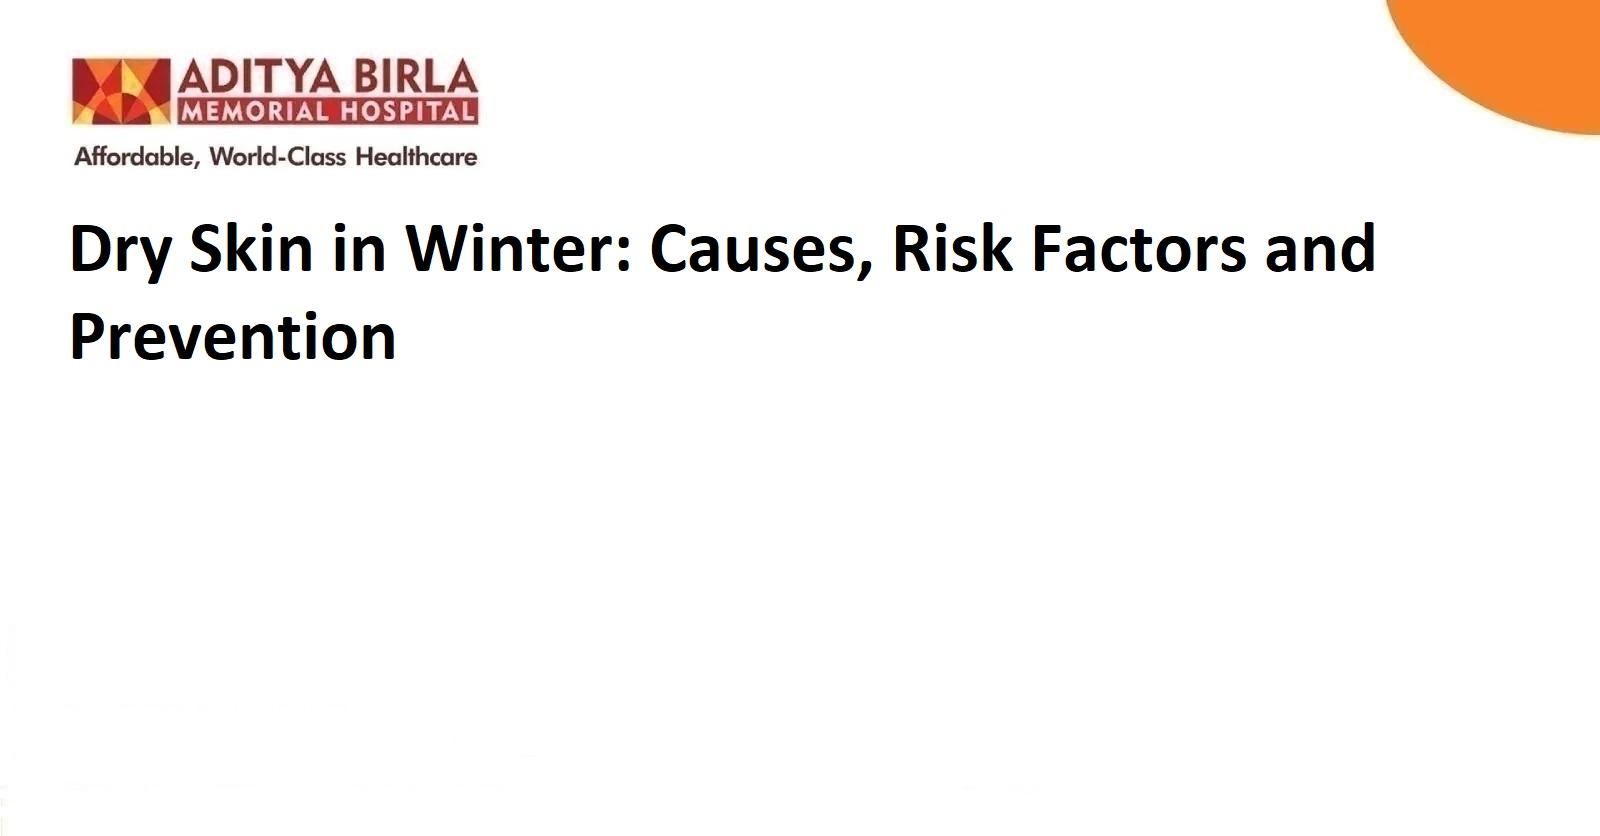 ADITYA BIRLA
MEMORIAL HOSPITAL
Affordable, World-Class Healthcare
Dry Skin in Winter: Causes, Risk Factors and
Prevention